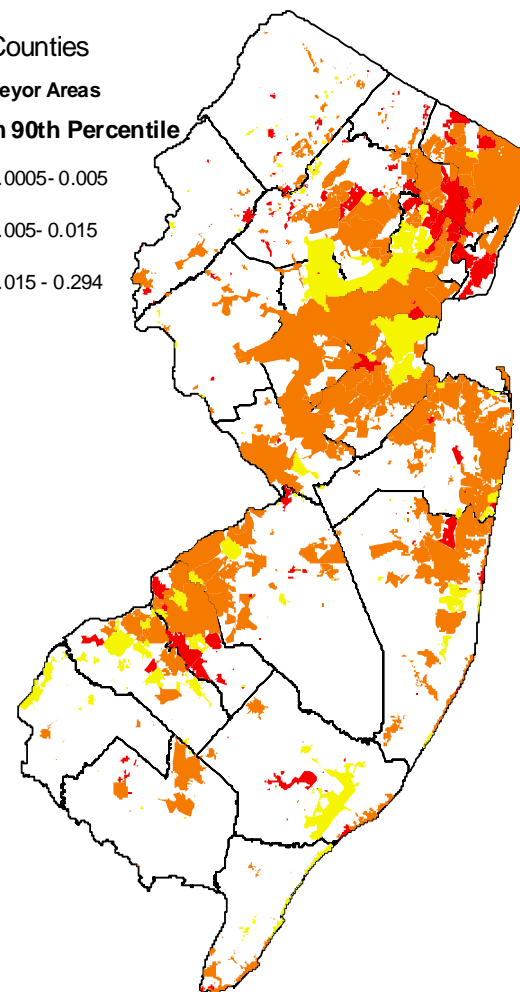 Counties
eyor Areas
n 90th Percentile
.0005- 0.005
.005- 0.015
.015 - 0.294